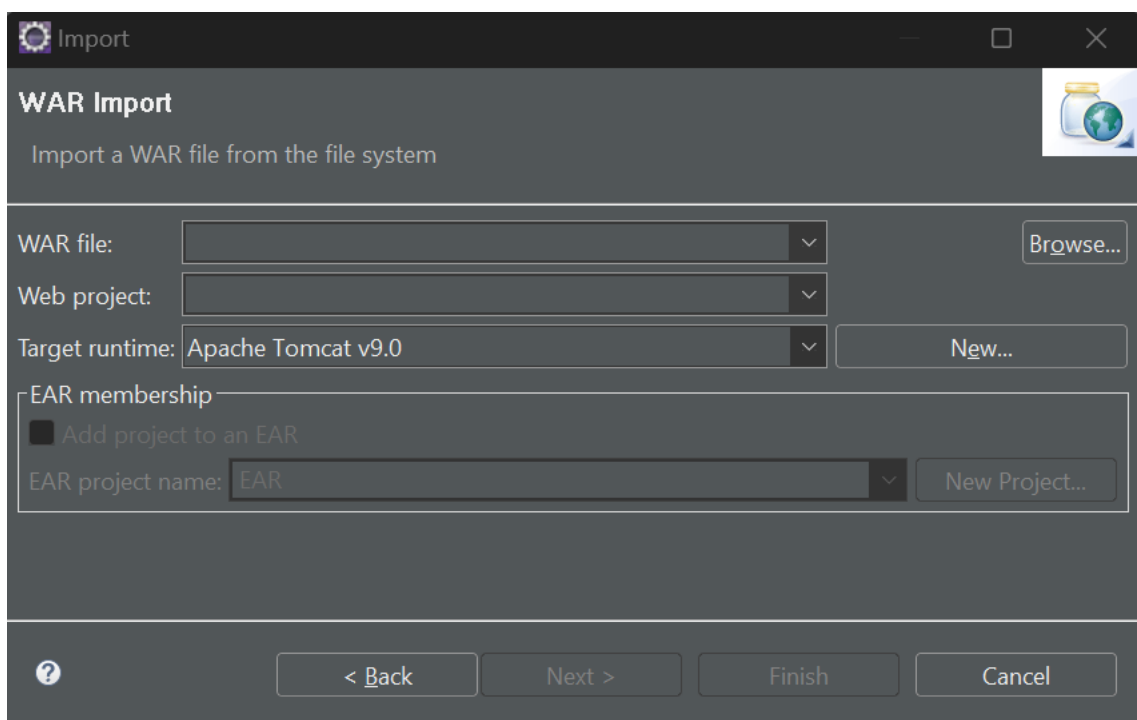 Import
WAR Import
Import a WAR file from the file system
WAR file: Browse...
Web project:
Target runtime: Apache Tomcat v9.0 New...
EAR membership
Add project to an EAR
EAR project name: EAR New Project...
? < Back Next > Finish Cancel